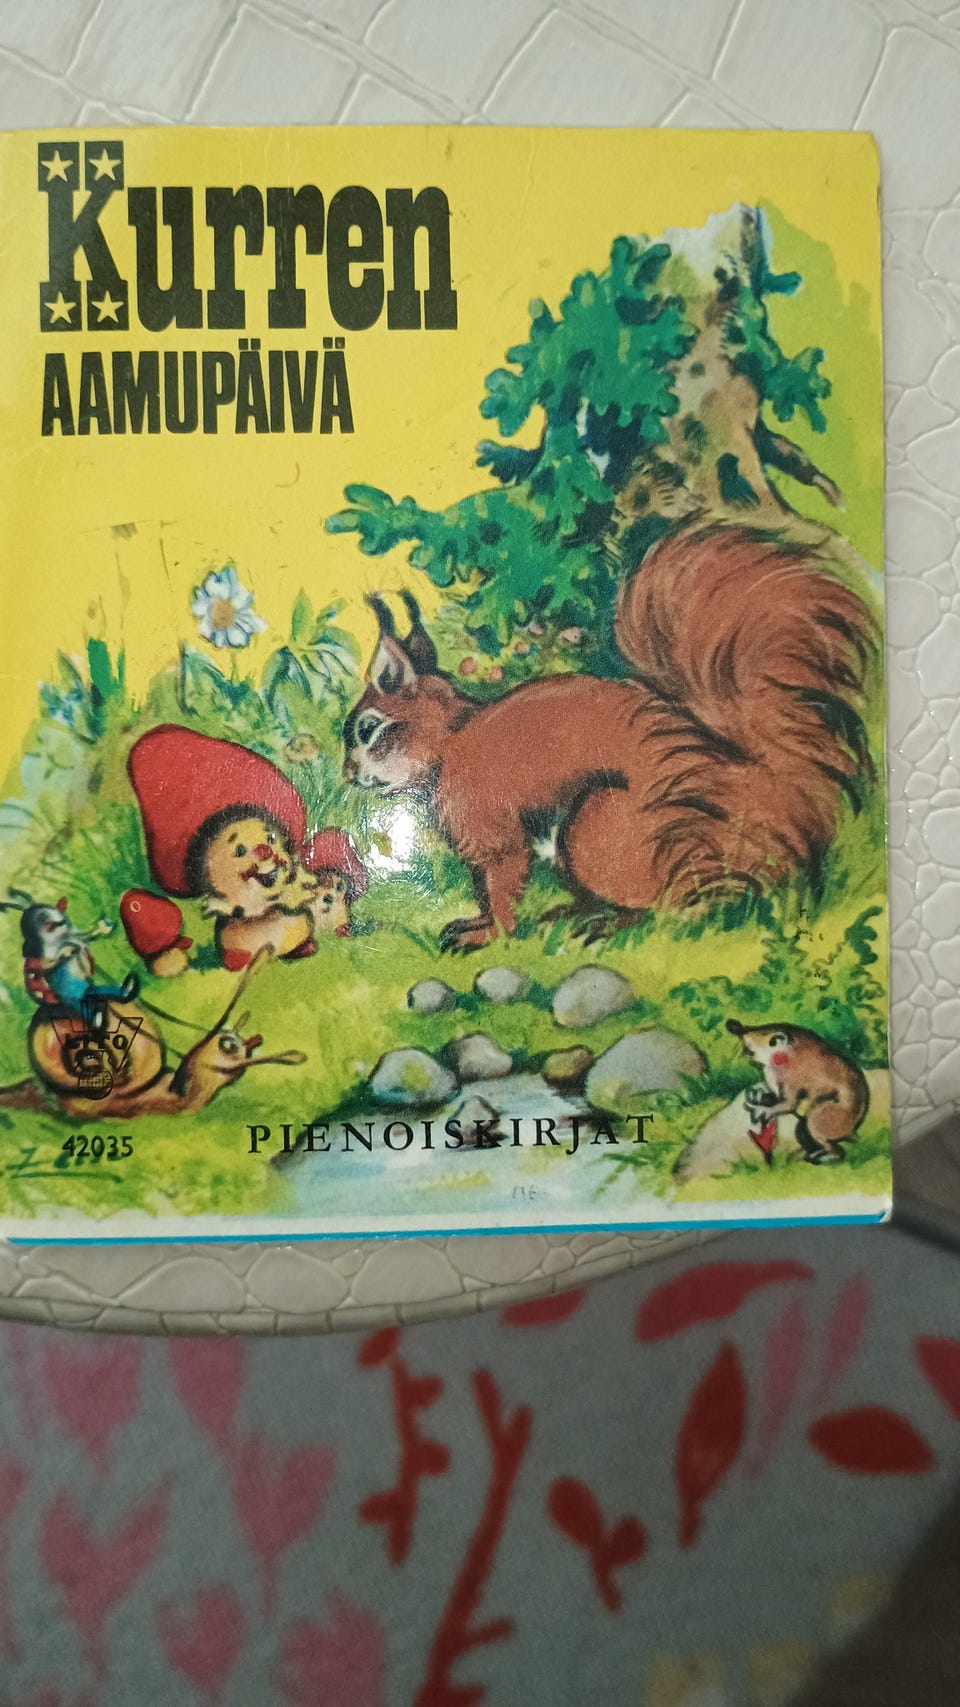 Kurren
AAMUPÄIVÄ
42035
PIENOISKIRJAT